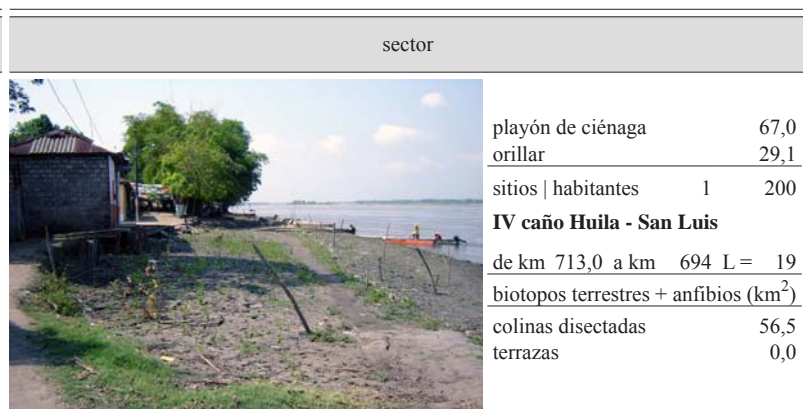 sector
playón de ciénaga 67,0
orillar 29,1
sitios | habitantes 1 200
IV caño Huila - San Luis
de km 713,0 a km 694 L = 19
biotopos terrestres + anfibios (km²)
colinas disectadas 56,5
terrazas 0,0